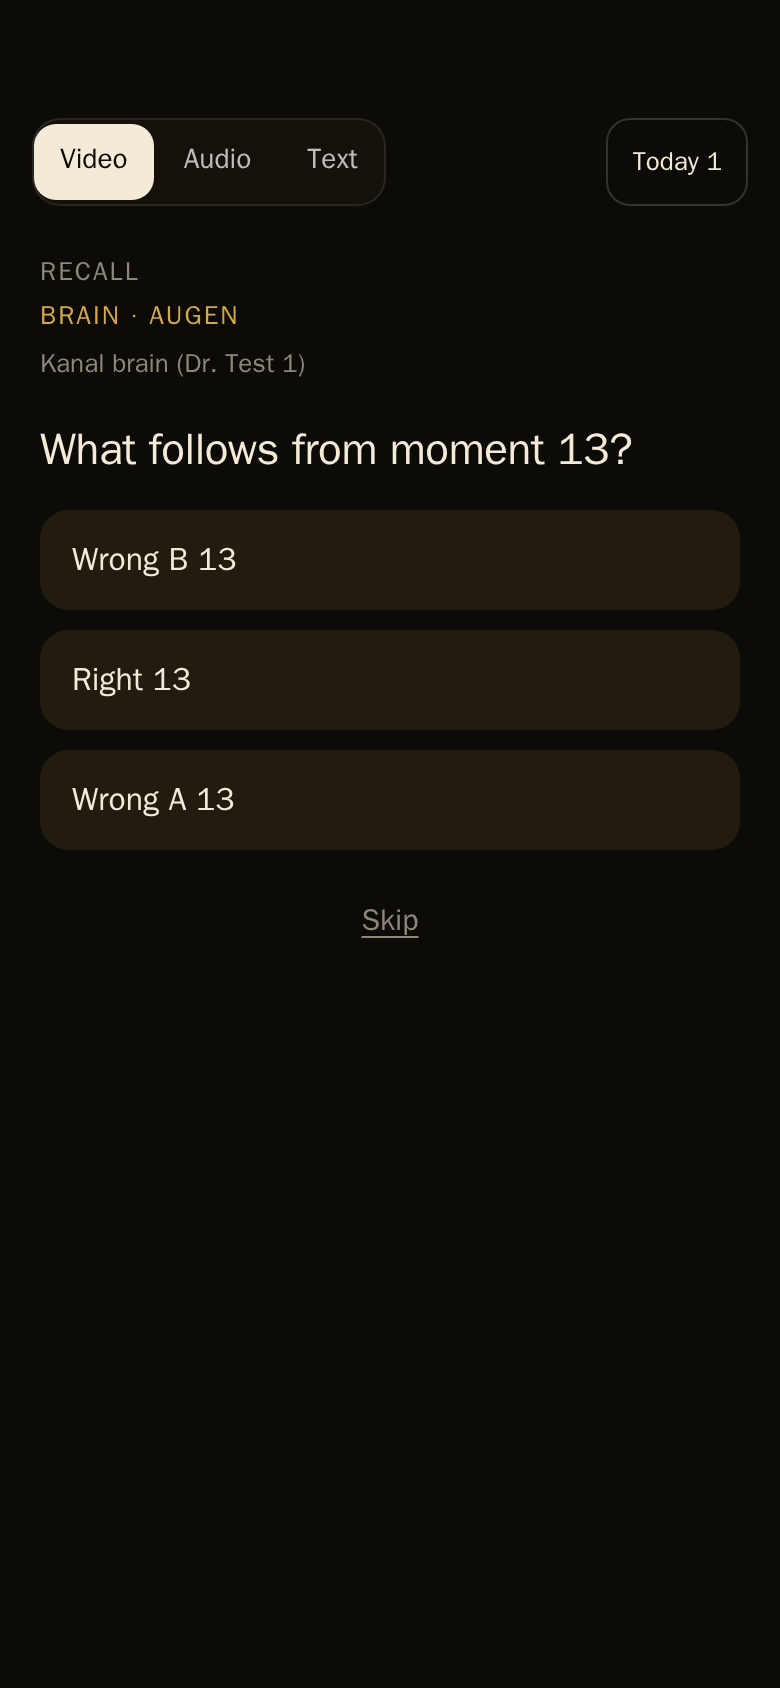 Video Audio Text Today 1
RECALL
BRAIN · AUGEN
Kanal brain (Dr. Test 1)
What follows from moment 13?
Wrong B 13
Right 13
Wrong A 13
Skip